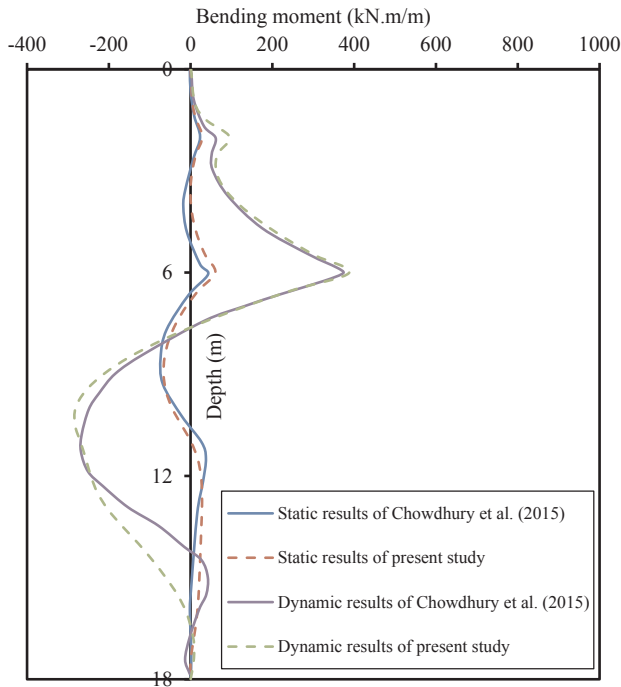 Bending moment (kN.m/m)
-400 -200 0 200 400 600 800 1000
0
6
Depth (m)
12
Static results of Chowdhury et al. (2015)
Static results of present study
Dynamic results of Chowdhury et al. (2015)
Dynamic results of present study
18